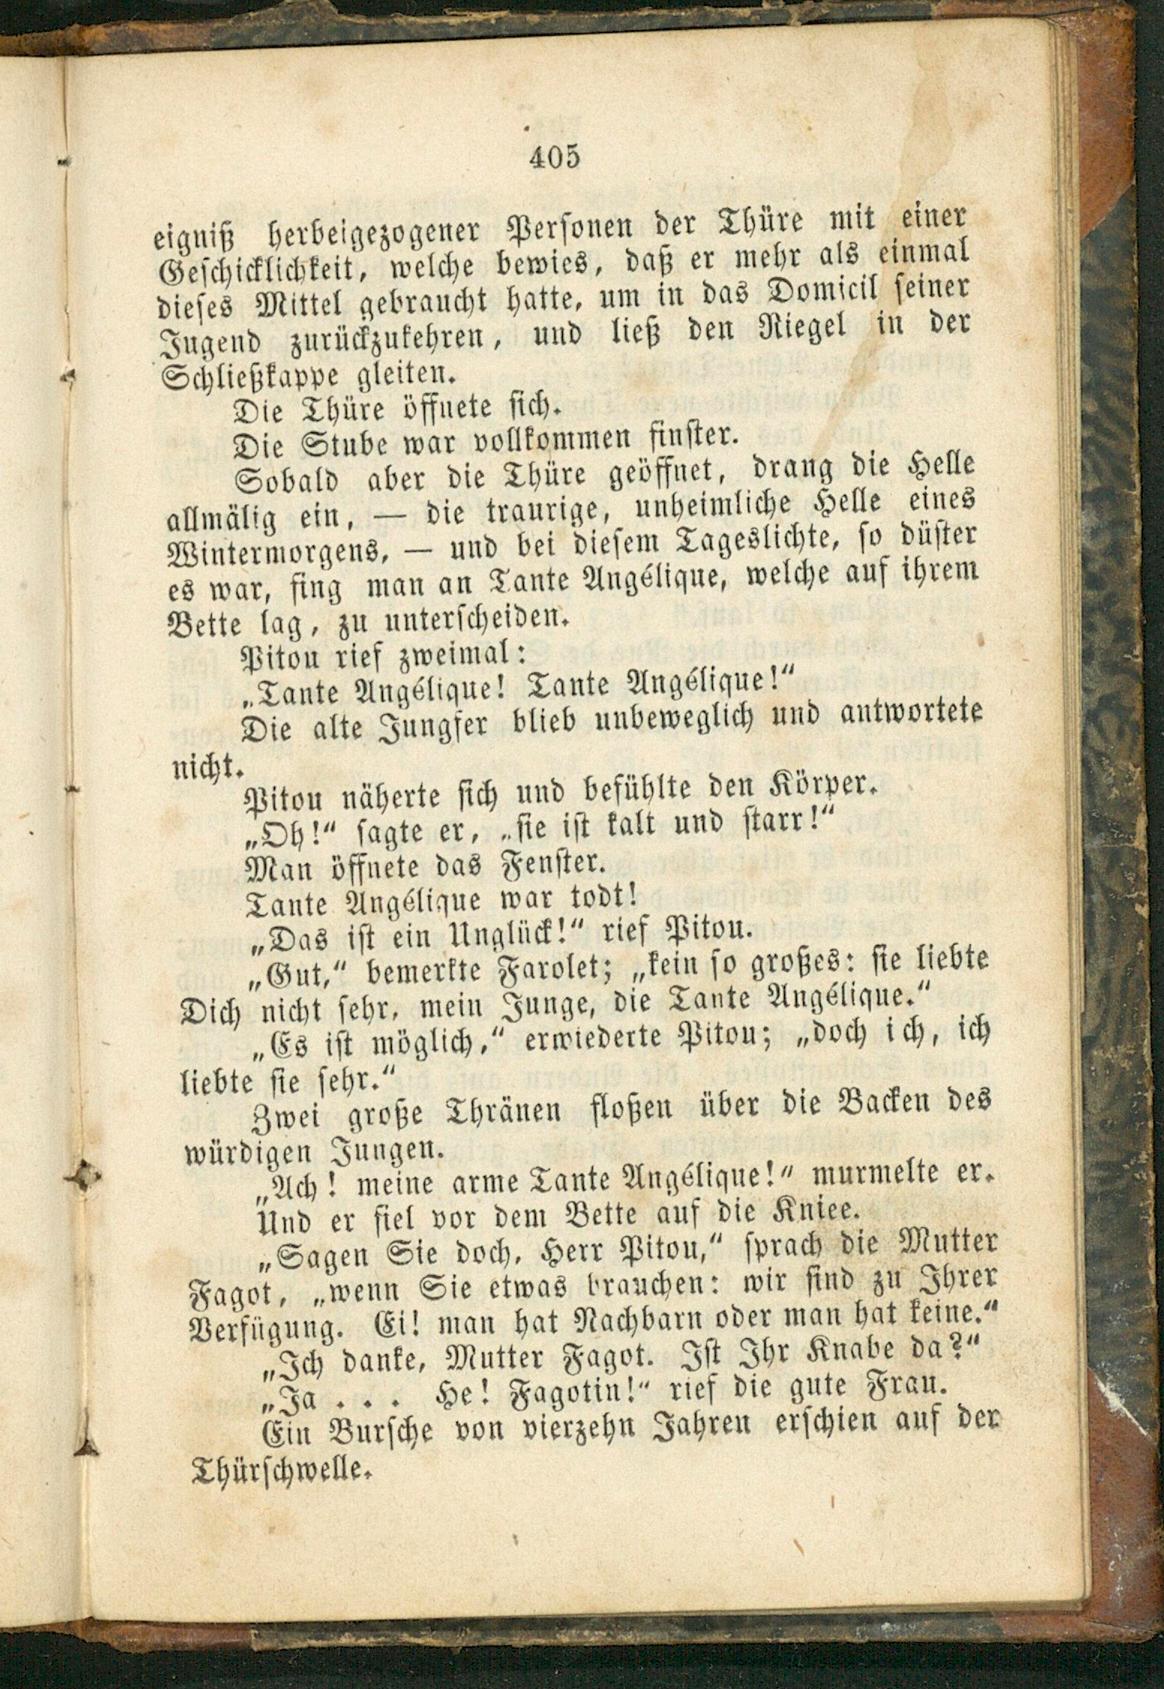 405
eigniß herbeigezogener Personen der Thüre mit einer
Geschicklichkeit, welche bewies, daß er mehr als einmal
dieses Mittel gebraucht hatte, um in das Domicil seiner
Jugend zurückzukehren, und ließ den Riegel in der
Schließkappe gleiten.
Die Thüre öffnete sich.
Die Stube war vollkommen finster.
Sobald aber die Thüre geöffnet, drang die Helle
allmälig ein, — die traurige, unheimliche Helle eines
Wintermorgens, — und bei diesem Tageslichte, so düster
es war, fing man an Tante Angélique, welche auf ihrem
Bette lag, zu unterscheiden.
Pitou rief zweimal:
„Tante Angélique! Tante Angélique!“
Die alte Jungfer blieb unbeweglich und antwortete
nicht.
Pitou näherte sich und befühlte den Körper.
„Oh!“ sagte er, „sie ist kalt und starr!“
Man öffnete das Fenster.
Tante Angélique war todt!
„Das ist ein Unglück!“ rief Pitou.
„Gut,“ bemerkte Farolet; „kein so großes: sie liebte
Dich nicht sehr, mein Junge, die Tante Angélique.“
„Es ist möglich,“ erwiederte Pitou; „doch ich, ich
liebte sie sehr.“
Zwei große Thränen floßen über die Backen des
würdigen Jungen.
„Ach! meine arme Tante Angélique!“ murmelte er.
Und er fiel vor dem Bette auf die Kniee.
„Sagen Sie doch, Herr Pitou,“ sprach die Mutter
Fagot, „wenn Sie etwas brauchen: wir sind zu Ihrer
Verfügung. Ei! man hat Nachbarn oder man hat keine.“
„Ich danke, Mutter Fagot. Ist Ihr Knabe da?“
„Ja . . . He! Fagotin!“ rief die gute Frau.
Ein Bursche von vierzehn Jahren erschien auf der
Thürschwelle.